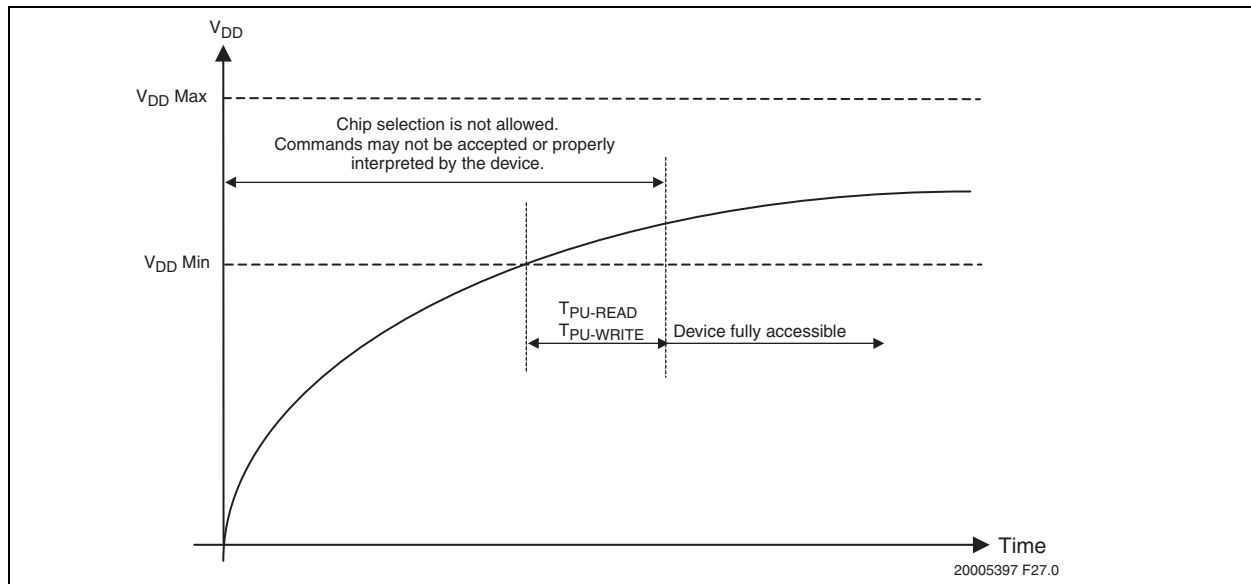 VDD
VDD Max
Chip selection is not allowed.
Commands may not be accepted or properly
interpreted by the device.
VDD Min
TPU-READ
TPU-WRITE
Device fully accessible
Time
20005397 F27.0